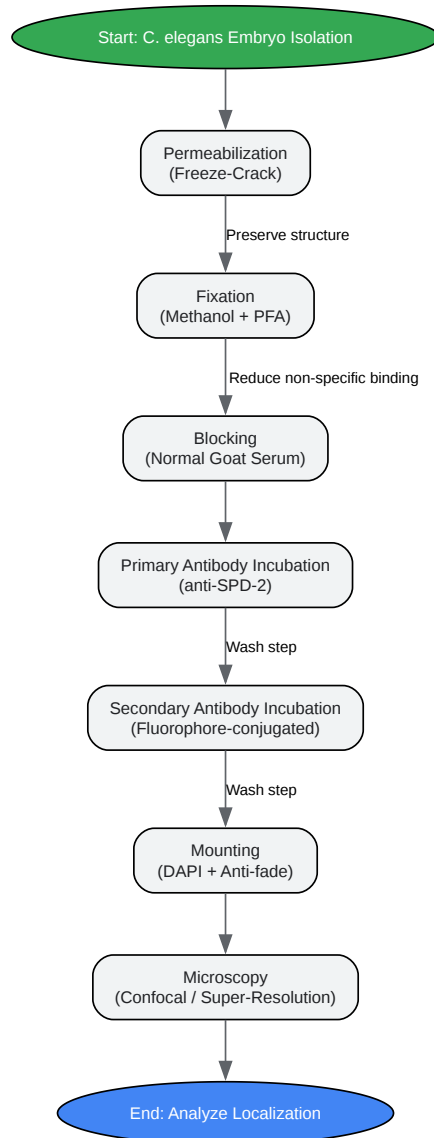 Start: C. elegans Embryo Isolation
Permeabilization
(Freeze-Crack)
Preserve structure
Fixation
(Methanol + PFA)
Reduce non-specific binding
Blocking
(Normal Goat Serum)
Primary Antibody Incubation
(anti-SPD-2)
Wash step
Secondary Antibody Incubation
(Fluorophore-conjugated)
Wash step
Mounting
(DAPI + Anti-fade)
Microscopy
(Confocal / Super-Resolution)
End: Analyze Localization